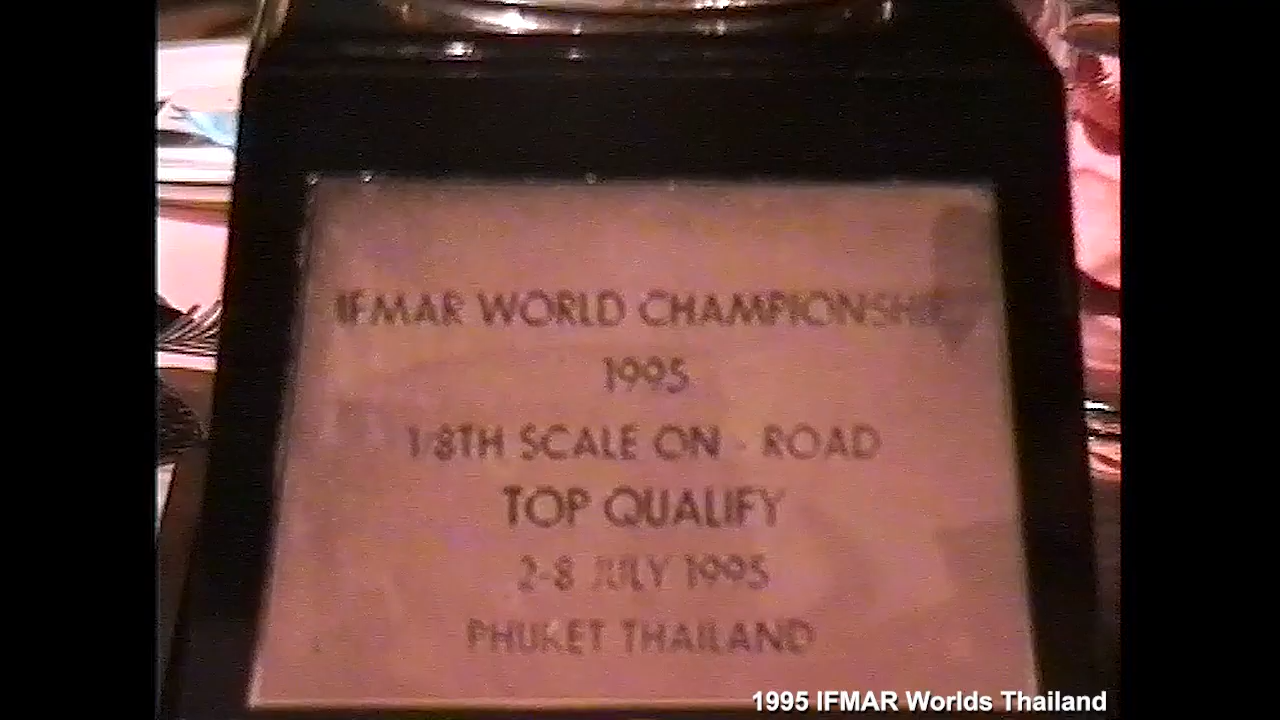 IFMAR WORLD CHAMPIONSHIP
1995
1/8TH SCALE ON - ROAD
TOP QUALIFY
2-8 JULY 1995
PHUKET THAILAND
1995 IFMAR Worlds Thailand